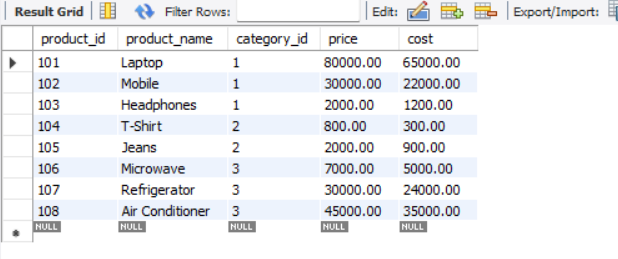 Result Grid Filter Rows: Edit: Export/Import:
product_id product_name category_id price cost
101 Laptop 1 80000.00 65000.00
102 Mobile 1 30000.00 22000.00
103 Headphones 1 2000.00 1200.00
104 T-Shirt 2 800.00 300.00
105 Jeans 2 2000.00 900.00
106 Microwave 3 7000.00 5000.00
107 Refrigerator 3 30000.00 24000.00
108 Air Conditioner 3 45000.00 35000.00
NULL NULL NULL NULL NULL